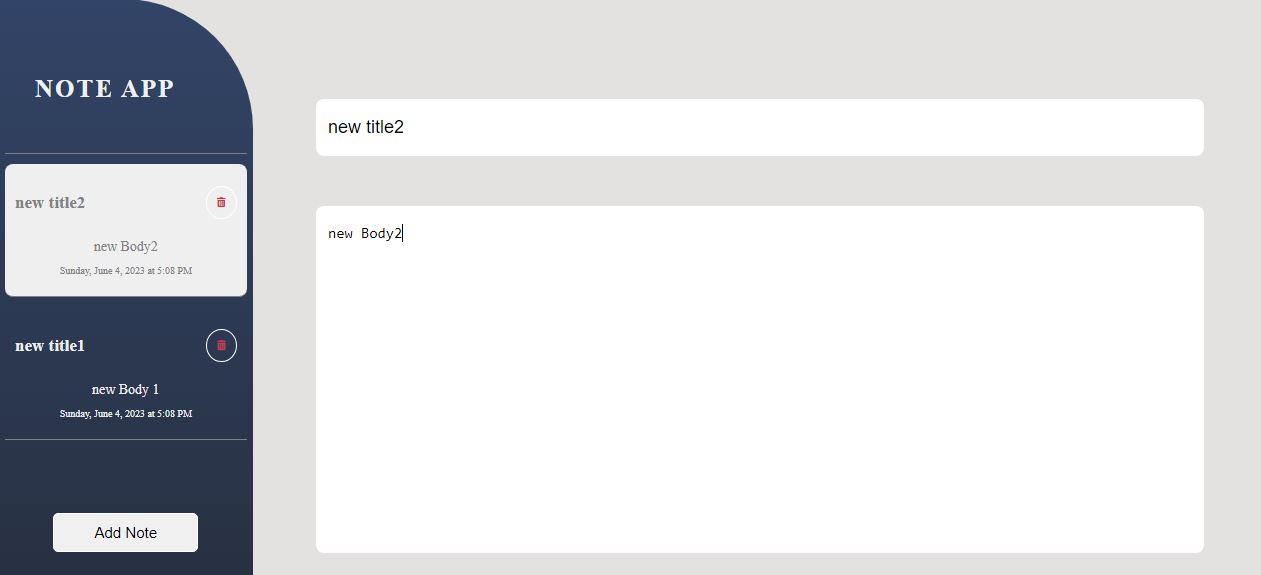 NOTE APP
new title2
new Body2
Sunday, June 4, 2023 at 5:08 PM
new title1
new Body 1
Sunday, June 4, 2023 at 5:08 PM
Add Note
new title2
new Body2